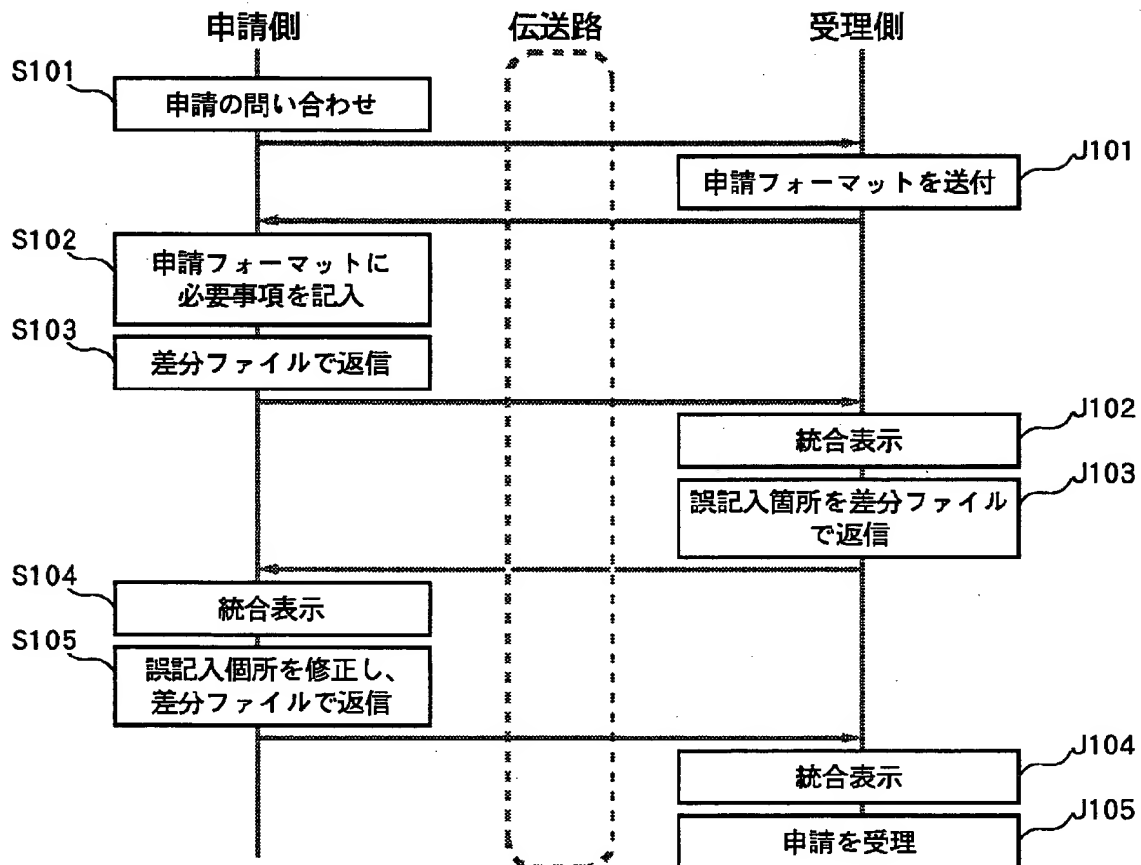 申請側
伝送路
受理側
S101
申請の問い合わせ
J101
申請フォーマットを送付
S102
申請フォーマットに
必要事項を記入
S103
差分ファイルで返信
J102
統合表示
J103
誤記入箇所を差分ファイル
で返信
S104
統合表示
S105
誤記入個所を修正し、
差分ファイルで返信
J104
統合表示
J105
申請を受理